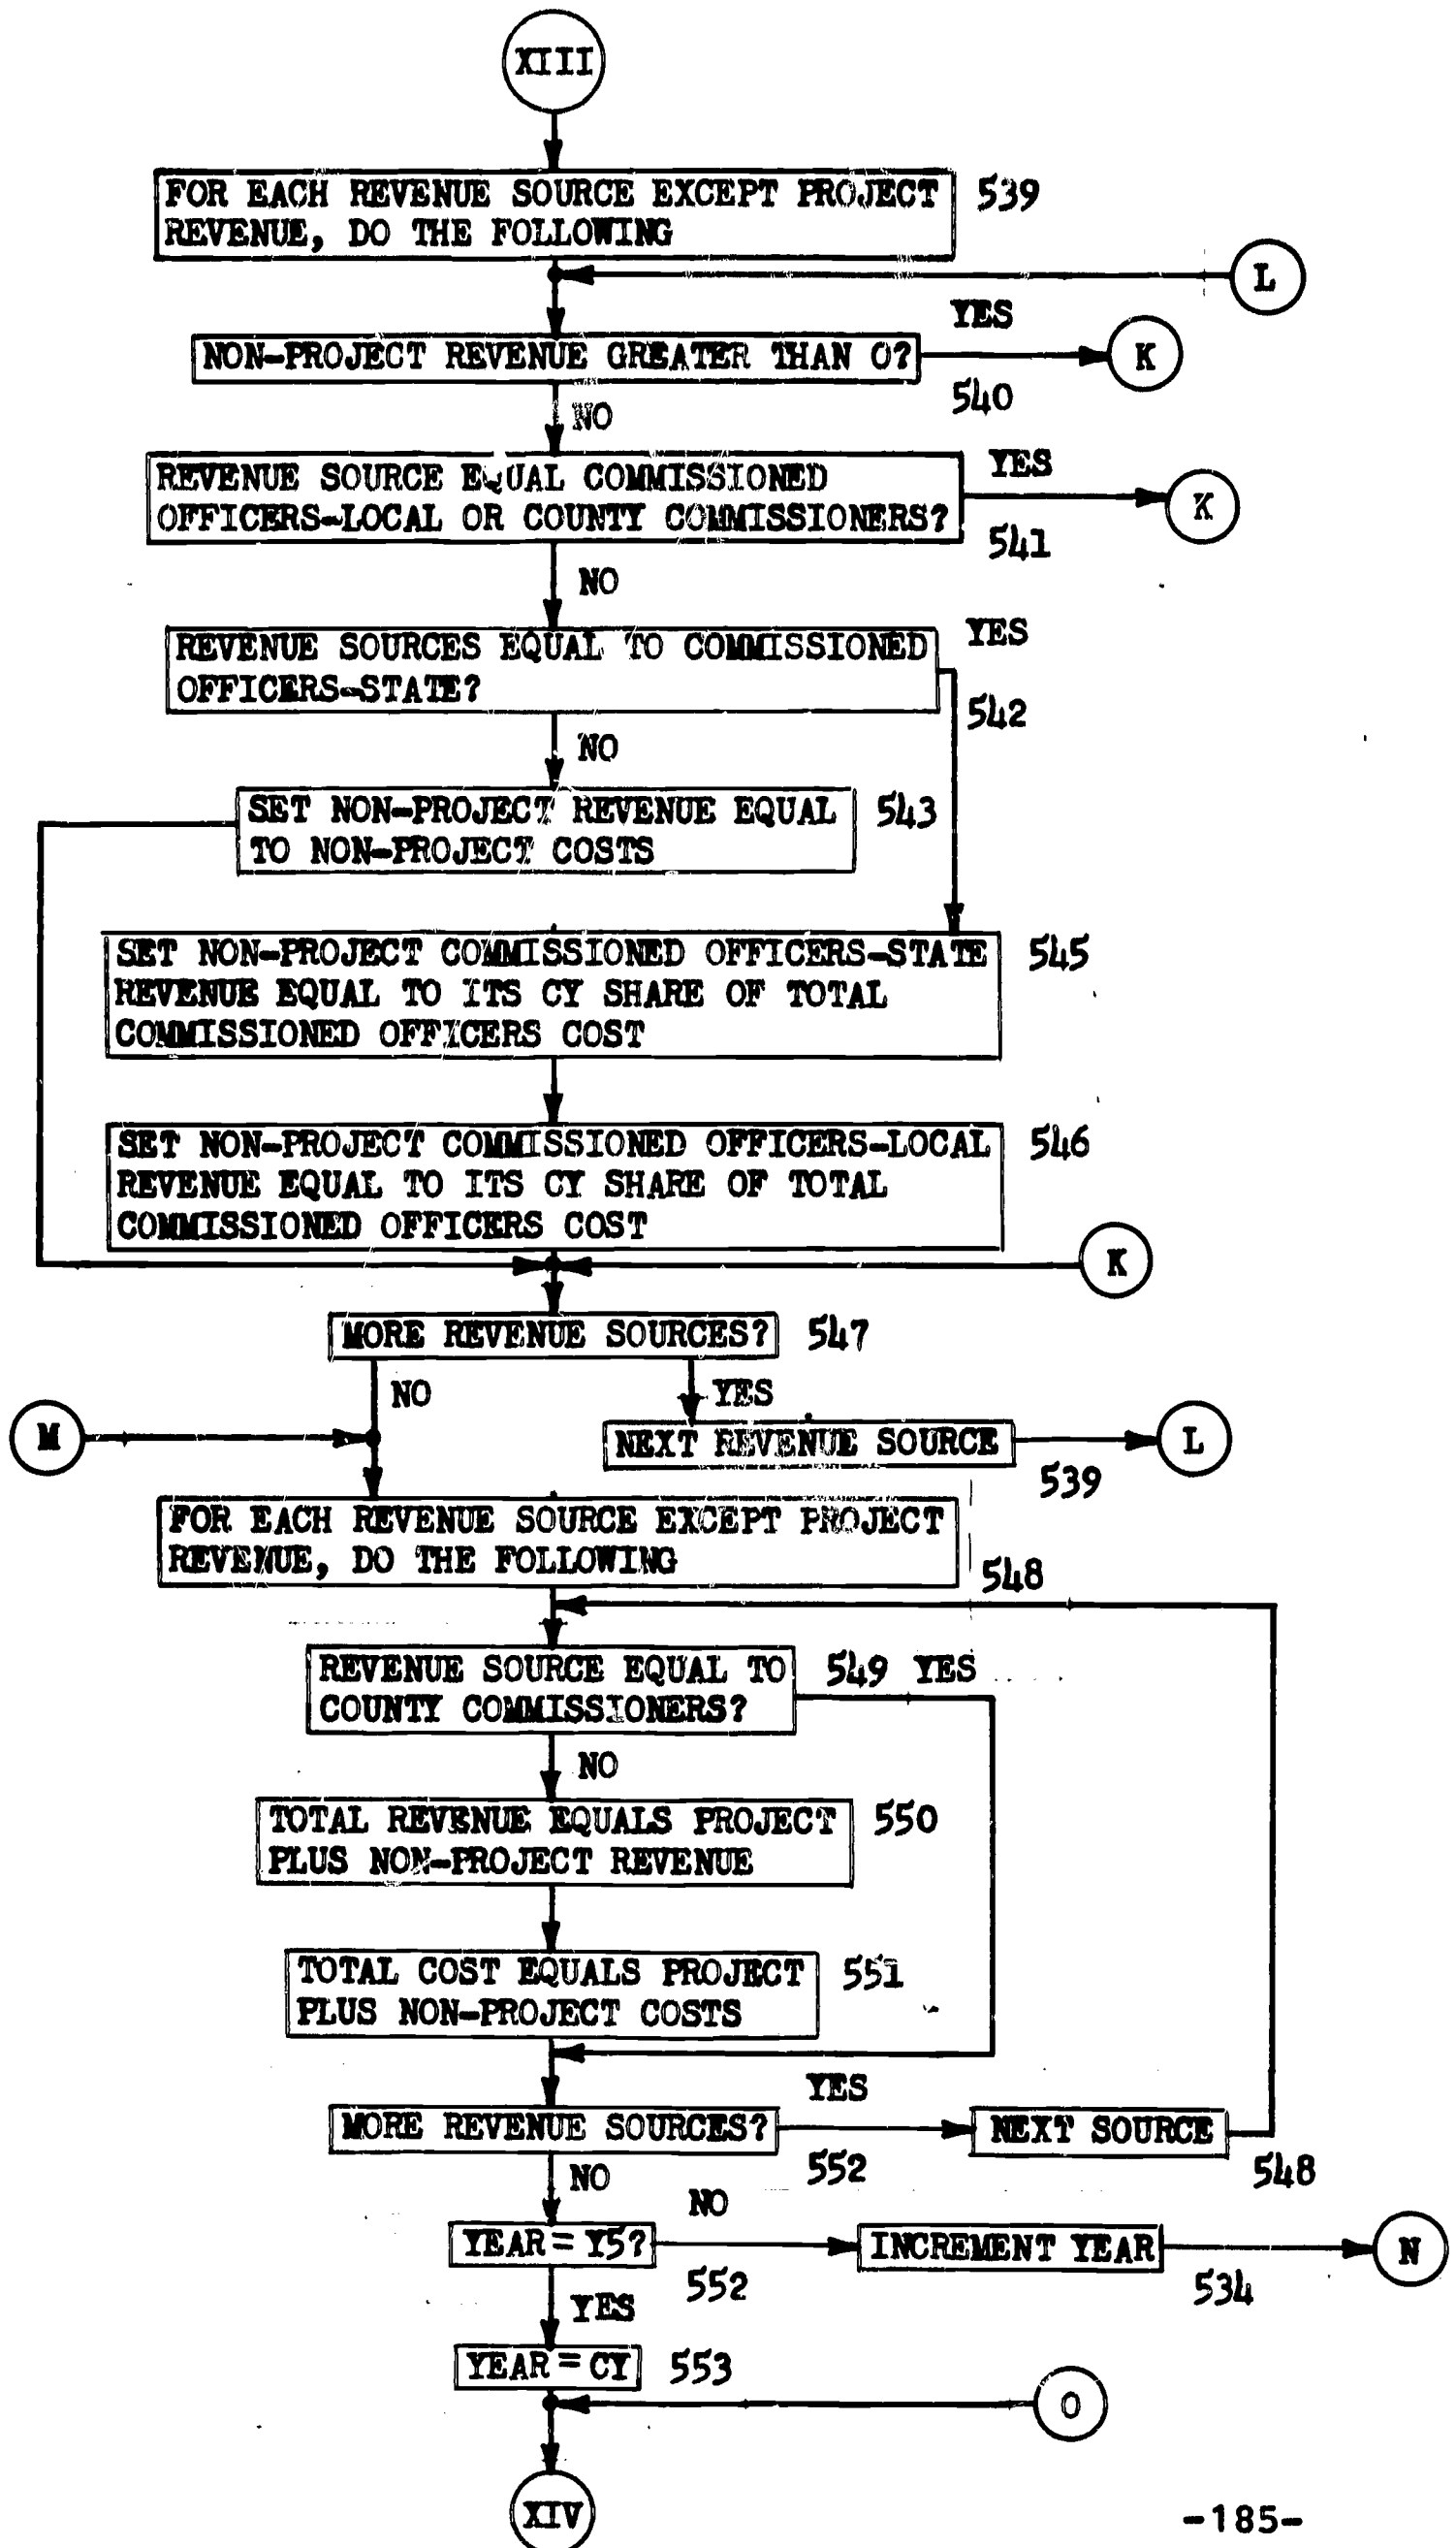 XIII
FOR EACH REVENUE SOURCE EXCEPT PROJECT
REVENUE, DO THE FOLLOWING
539
L
NON-PROJECT REVENUE GREATER THAN 0?
YES
540
K
NO
REVENUE SOURCE EQUAL COMMISSIONED
OFFICERS-LOCAL OR COUNTY COMMISSIONERS?
YES
541
K
NO
REVENUE SOURCES EQUAL TO COMMISSIONED
OFFICERS-STATE?
YES
542
NO
SET NON-PROJECT REVENUE EQUAL
TO NON-PROJECT COSTS
543
SET NON-PROJECT COMMISSIONED OFFICERS-STATE
REVENUE EQUAL TO ITS CY SHARE OF TOTAL
COMMISSIONED OFFICERS COST
545
SET NON-PROJECT COMMISSIONED OFFICERS-LOCAL
REVENUE EQUAL TO ITS CY SHARE OF TOTAL
COMMISSIONED OFFICERS COST
546
K
MORE REVENUE SOURCES?
547
NO
YES
M
NEXT REVENUE SOURCE
539
L
FOR EACH REVENUE SOURCE EXCEPT PROJECT
REVENUE, DO THE FOLLOWING
548
REVENUE SOURCE EQUAL TO
COUNTY COMMISSIONERS?
549 YES
NO
TOTAL REVENUE EQUALS PROJECT
PLUS NON-PROJECT REVENUE
550
TOTAL COST EQUALS PROJECT
PLUS NON-PROJECT COSTS
551
MORE REVENUE SOURCES?
YES
552
NEXT SOURCE
548
NO
YEAR = Y5?
NO
552
INCREMENT YEAR
534
N
YES
YEAR = CY
553
O
XIV
-185-